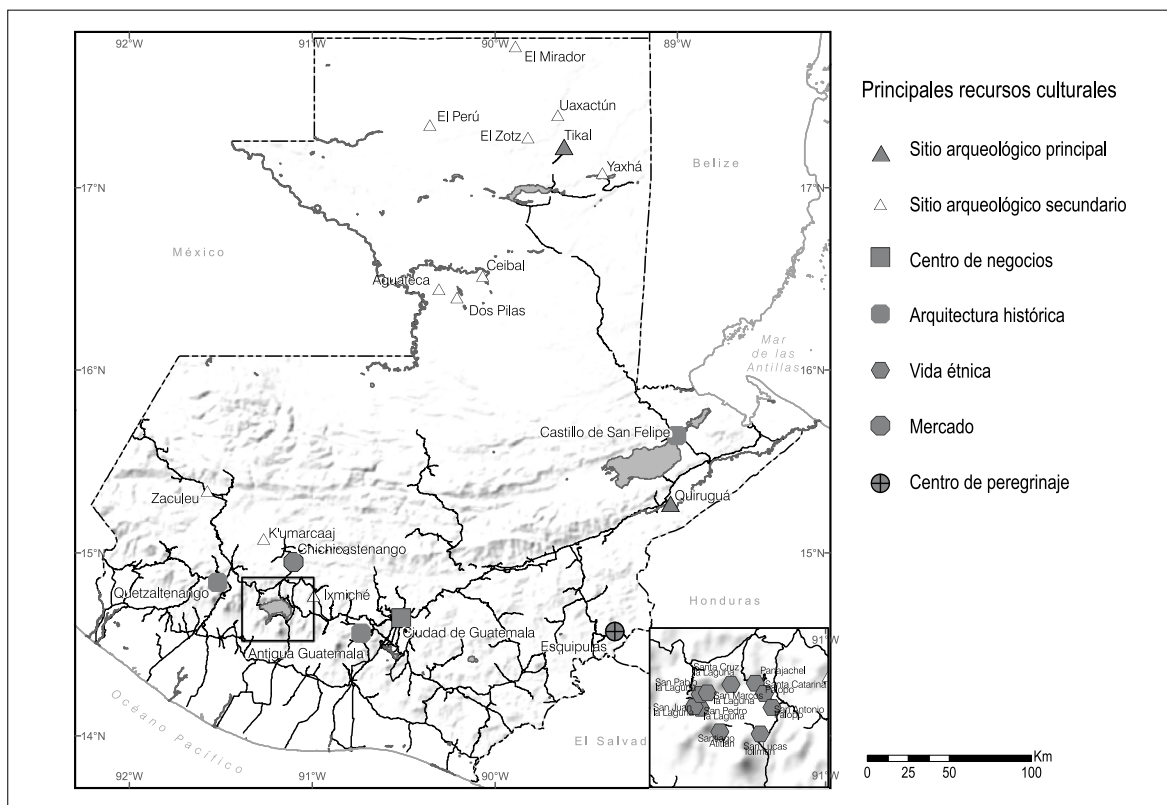 92°W
91°W
90°W
89°W
El Mirador
Uaxactún
El Perú
El Zotz
Tikal
Yaxhá
17°N
17°N
Belize
México
Ceibal
Aguateca
Dos Pilas
Mar
de las
Antillas
16°N
16°N
Castillo de San Felipe
Zaculeu
Quiruguá
K'umarcaaj
Chichicastenango
15°N
15°N
Quetzaltenango
Ixmiché
Honduras
Ciudad de Guatemala
Antigua Guatemala
Esquipulas
Océano Pacífico
14°N
El Salvad
92°W
91°W
90°W
91°W
Santa Cruz
la Laguna
Panajachel
San Pablo
la Laguna
Santa Catarina
Palopo
San Marcos
la Laguna
San Juan
la Laguna
San Pedro
la Laguna
San Antonio
Palopp
Santiago
Atitlán
San Lucas
Tolimán
91°W
Principales recursos culturales
Sitio arqueológico principal
Sitio arqueológico secundario
Centro de negocios
Arquitectura histórica
Vida étnica
Mercado
Centro de peregrinaje
Km
0 25 50 100